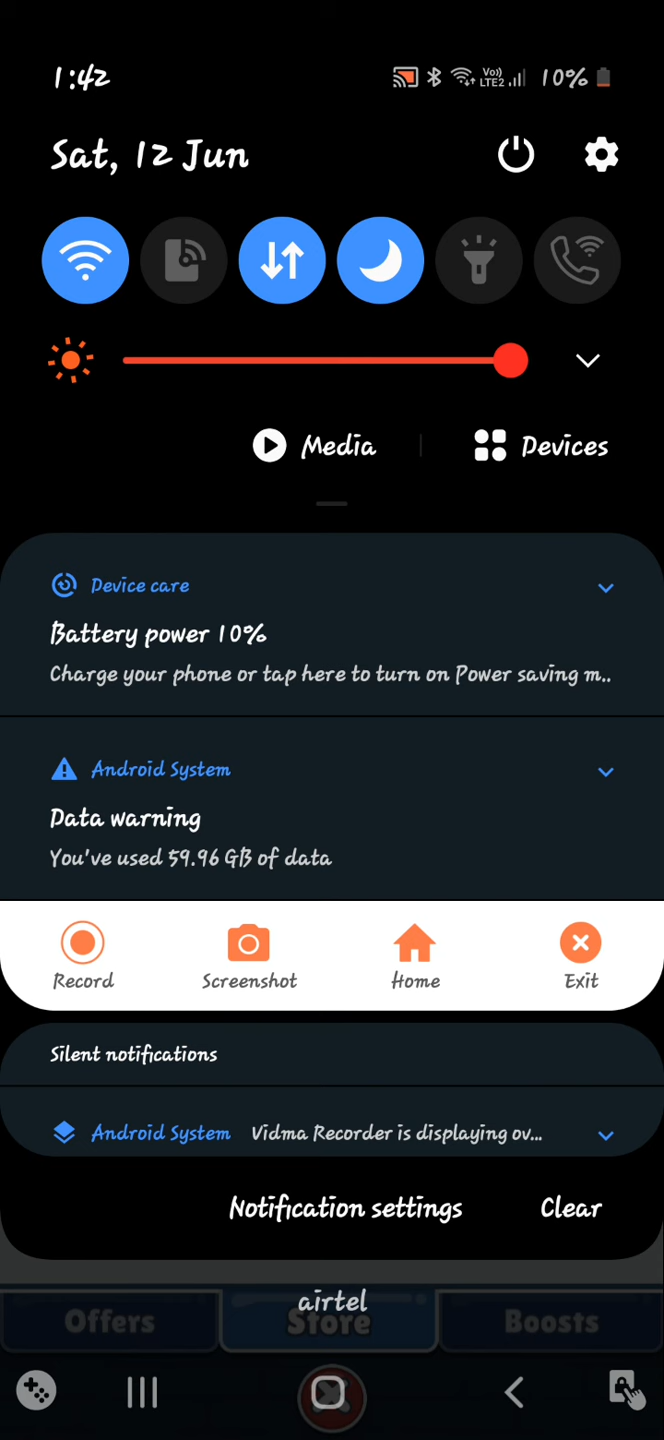 1:42 Vo)) LTE2 10%
Sat, 12 Jun
Media Devices
Device care
Battery power 10%
Charge your phone or tap here to turn on Power saving m..
Android System
Data warning
You've used 59.96 GB of data
Record Screenshot Home Exit
Silent notifications
Android System Vidma Recorder is displaying ov...
Notification settings Clear
airtel
Offers Store Boosts